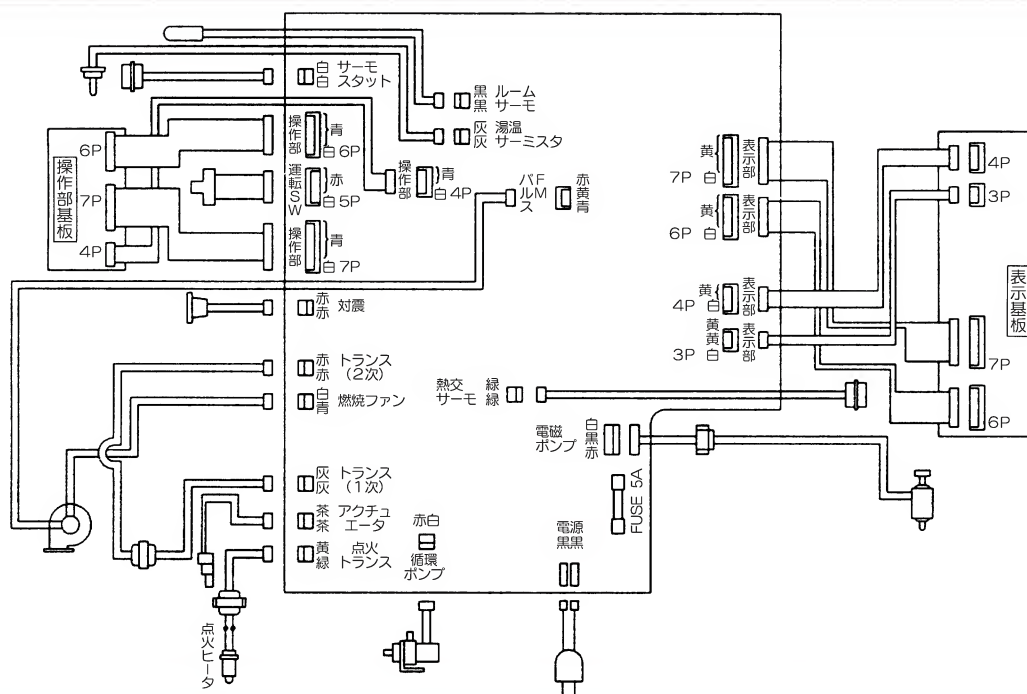 白 サーモ
白 スタット
黒 ルーム
黒 サーモ
灰 湯温
灰 サーミスタ
操作部基板
6P
7P
4P
操作部
青
白 6P
運転SW
赤
白 5P
操作部
青
白 7P
操作部
青
白 4P
FMパルス
赤
黄
青
赤
赤 対震
赤 トランス
赤 (2次)
白
青 燃焼ファン
灰 トランス
灰 (1次)
茶 アクチュ
茶 エータ
黄 点火
緑 トランス
点火ヒータ
赤白
循環
ポンプ
熱交 緑
サーモ 緑
電磁
ポンプ
白
黒
赤
FUSE 5A
電源
黒黒
黄
7P 白
表示部
黄
6P 白
表示部
黄
4P 白
表示部
黄
黄
3P 白
表示部
表示基板
4P
3P
7P
6P